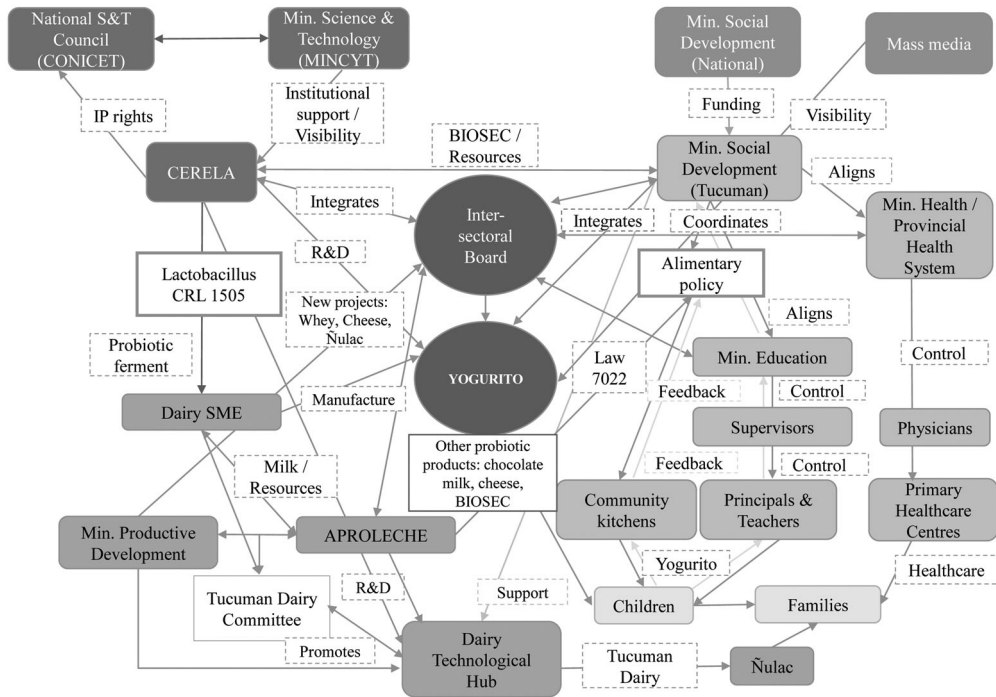 National S&T
Council
(CONICET)
Min. Science &
Technology
(MINCYT)
Min. Social
Development
(National)
Mass media
IP rights
Institutional
support /
Visibility
Funding
Visibility
BIOSEC /
Resources
CERELA
Min. Social
Development
(Tucuman)
Aligns
Integrates
Inter-
sectoral
Board
Integrates
Coordinates
Min. Health /
Provincial
Health
System
R&D
Lactobacillus
CRL 1505
Alimentary
policy
New projects:
Whey, Cheese,
Ñulac
Aligns
Probiotic
ferment
Law
7022
Min. Education
Control
YOGURITO
Feedback
Control
Dairy SME
Manufacture
Supervisors
Physicians
Other probiotic
products: chocolate
milk, cheese,
BIOSEC
Feedback
Control
Milk /
Resources
Community
kitchens
Principals &
Teachers
Primary
Healthcare
Centres
Min. Productive
Development
APROLECHE
Yogurito
Healthcare
R&D
Support
Children
Families
Tucuman Dairy
Committee
Promotes
Dairy
Technological
Hub
Tucuman
Dairy
Ñulac